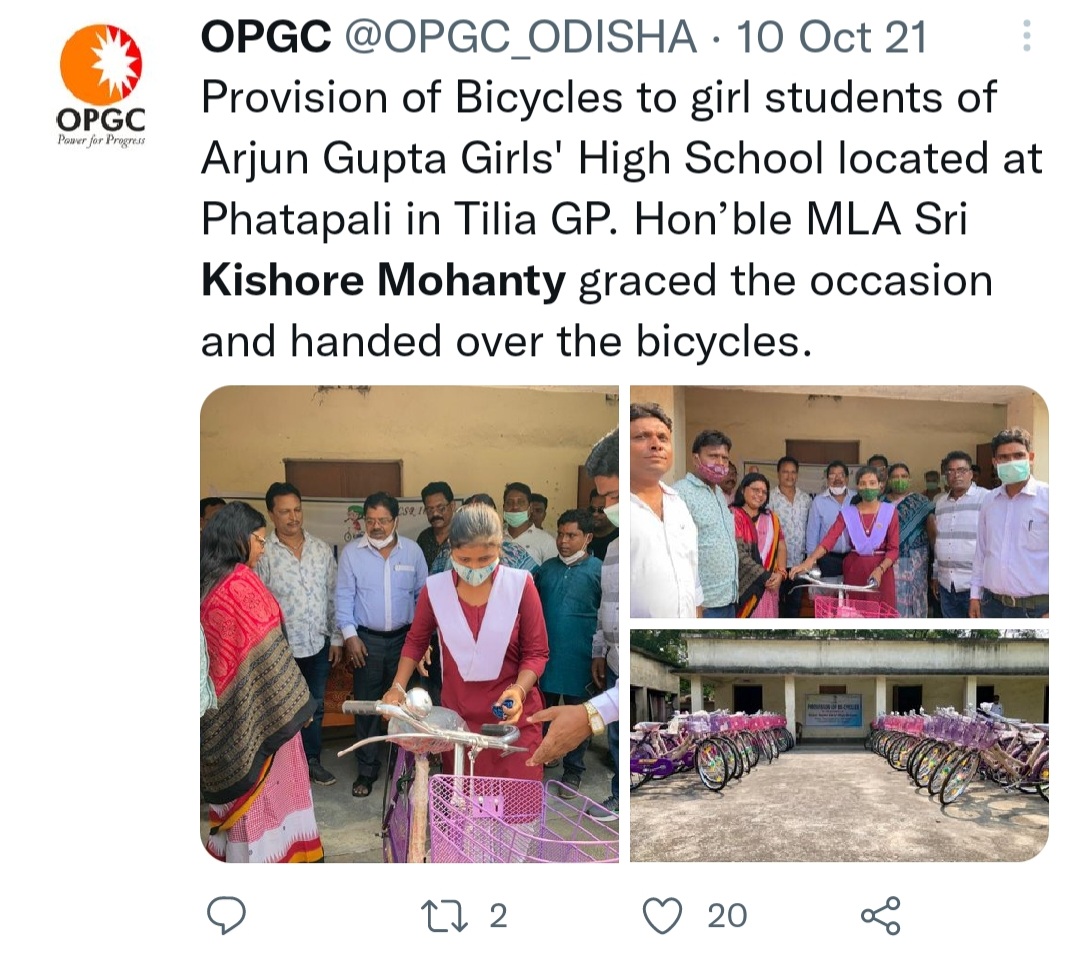 OPGC @OPGC_ODISHA · 10 Oct 21
OPGC
Power for Progress
Provision of Bicycles to girl students of
Arjun Gupta Girls' High School located at
Phatapali in Tilia GP. Hon’ble MLA Sri
Kishore Mohanty graced the occasion
and handed over the bicycles.
PROVISION OF BI-CYCLES
2
20